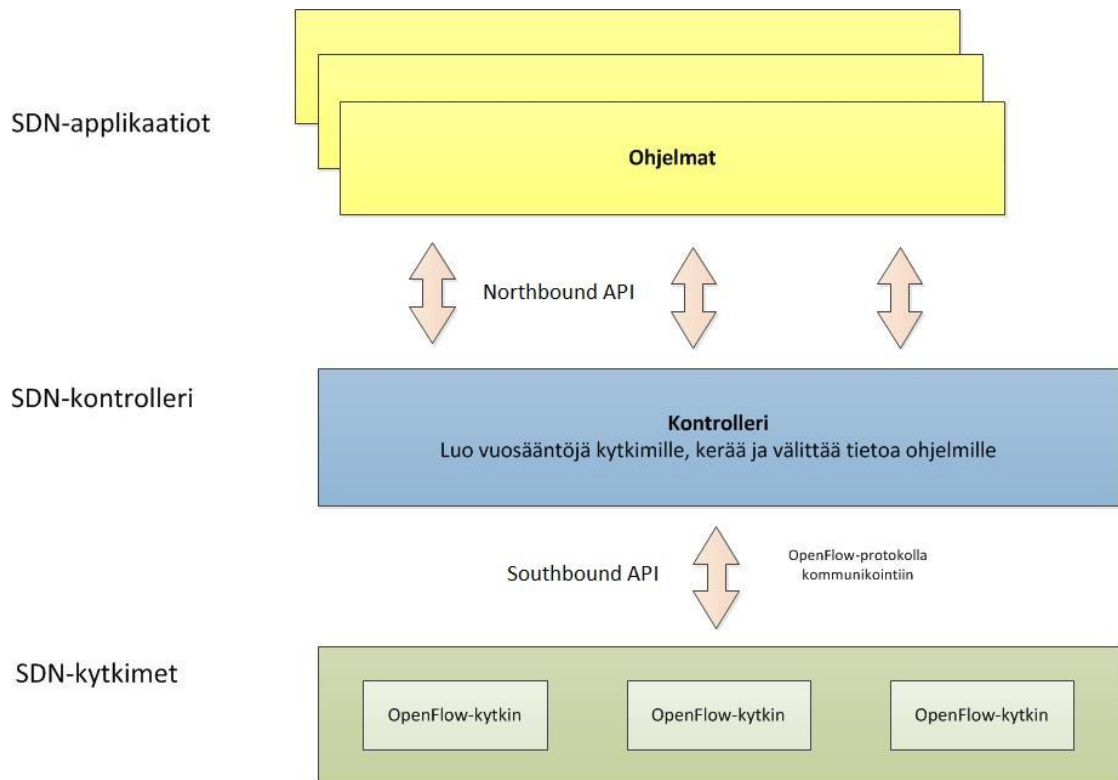 SDN-applikaatiot
Ohjelmat
Northbound API
SDN-kontrolleri
Kontrolleri
Luo vuosääntöjä kytkimille, kerää ja välittää tietoa ohjelmille
Southbound API
OpenFlow-protokolla
kommunikointiin
SDN-kytkimet
OpenFlow-kytkin
OpenFlow-kytkin
OpenFlow-kytkin